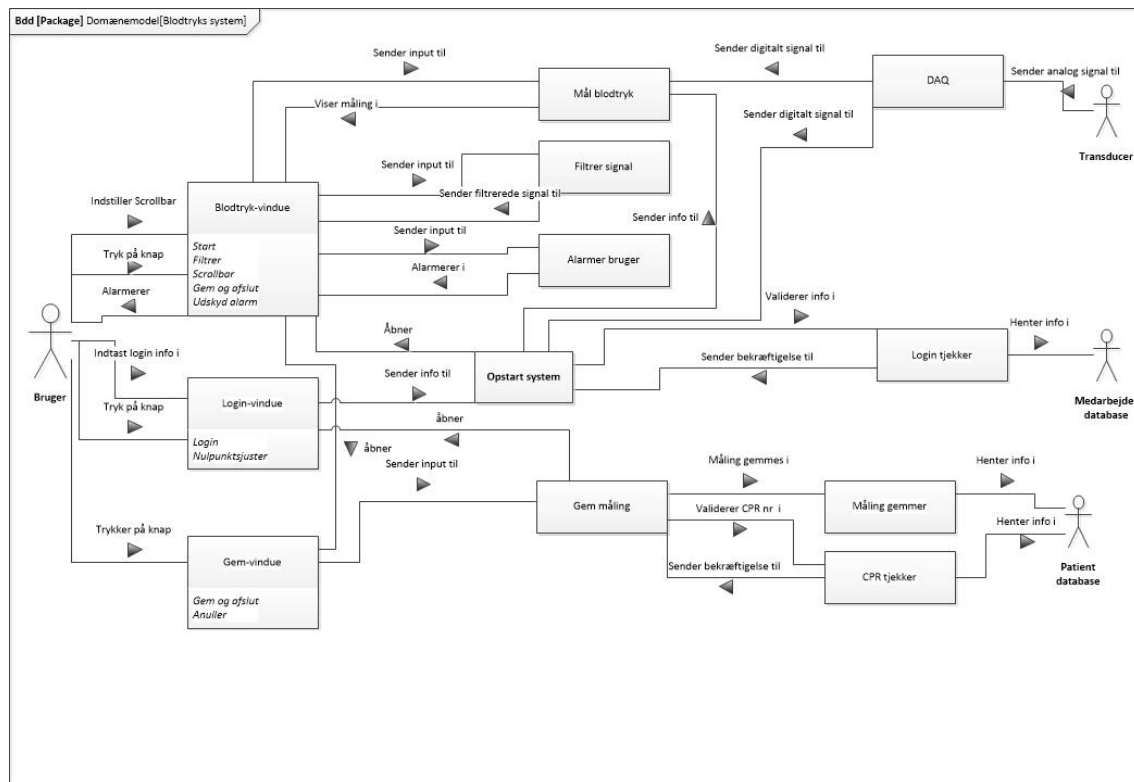 Bdd [Package] Domænemodel[Blodtryks system]
Sender input til
Sender digitalt signal til
Mål blodtryk
DAQ
Sender analog signal til
Viser måling i
Sender digitalt signal til
Transducer
Sender input til
Filtrer signal
Indstiller Scrollbar
Blodtryk-vindue
Sender filtrerede signal til
Sender info til
Start
Filtrer
Scrollbar
Gem og afslut
Udskyd alarm
Tryk på knap
Sender input til
Alarmer bruger
Alarmerer i
Alarmerer
Validerer info i
Bruger
Indtast login info i
Åbner
Henter info i
Sender info til
Opstart system
Sender bekræftigelse til
Login tjekker
Medarbejde
database
Tryk på knap
Login-vindue
Login
Nulpunktsjuster
åbner
åbner
Sender input til
Måling gemmes i
Henter info i
Gem måling
Måling gemmer
Validerer CPR nr i
Henter info i
Trykker på knap
Gem-vindue
Gem og afslut
Anuller
Sender bekræftigelse til
CPR tjekker
Patient
database